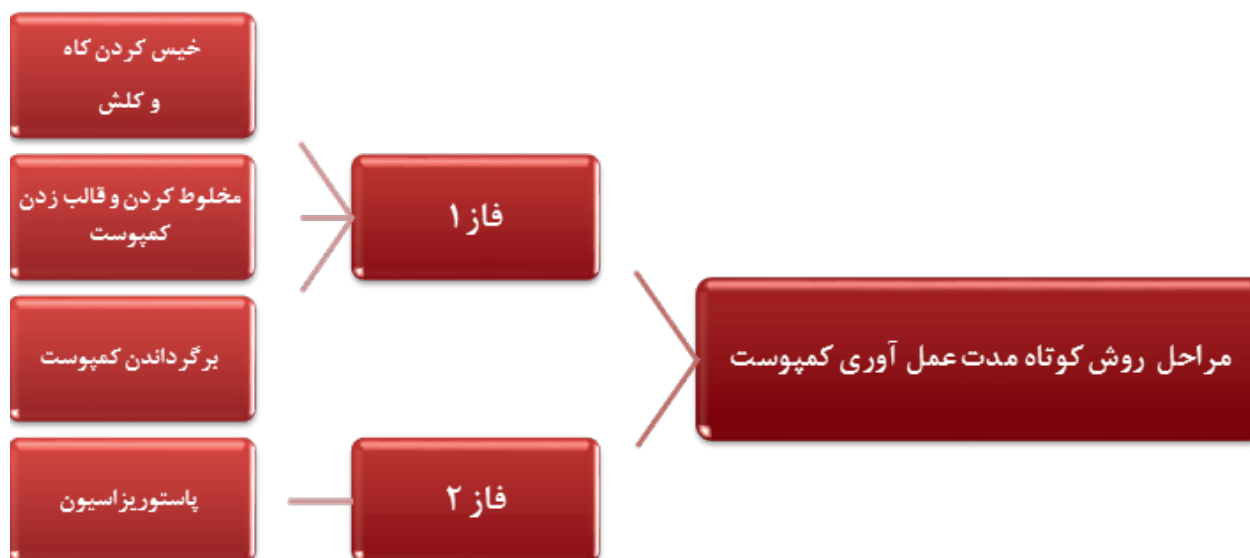 مراحل روش کوتاه مدت عمل آوری کمپوست
فاز ۱
خیس کردن کاه
و کلش
مخلوط کردن و قالب زدن
کمپوست
برگرداندن کمپوست
فاز ۲
پاستوریزاسیون